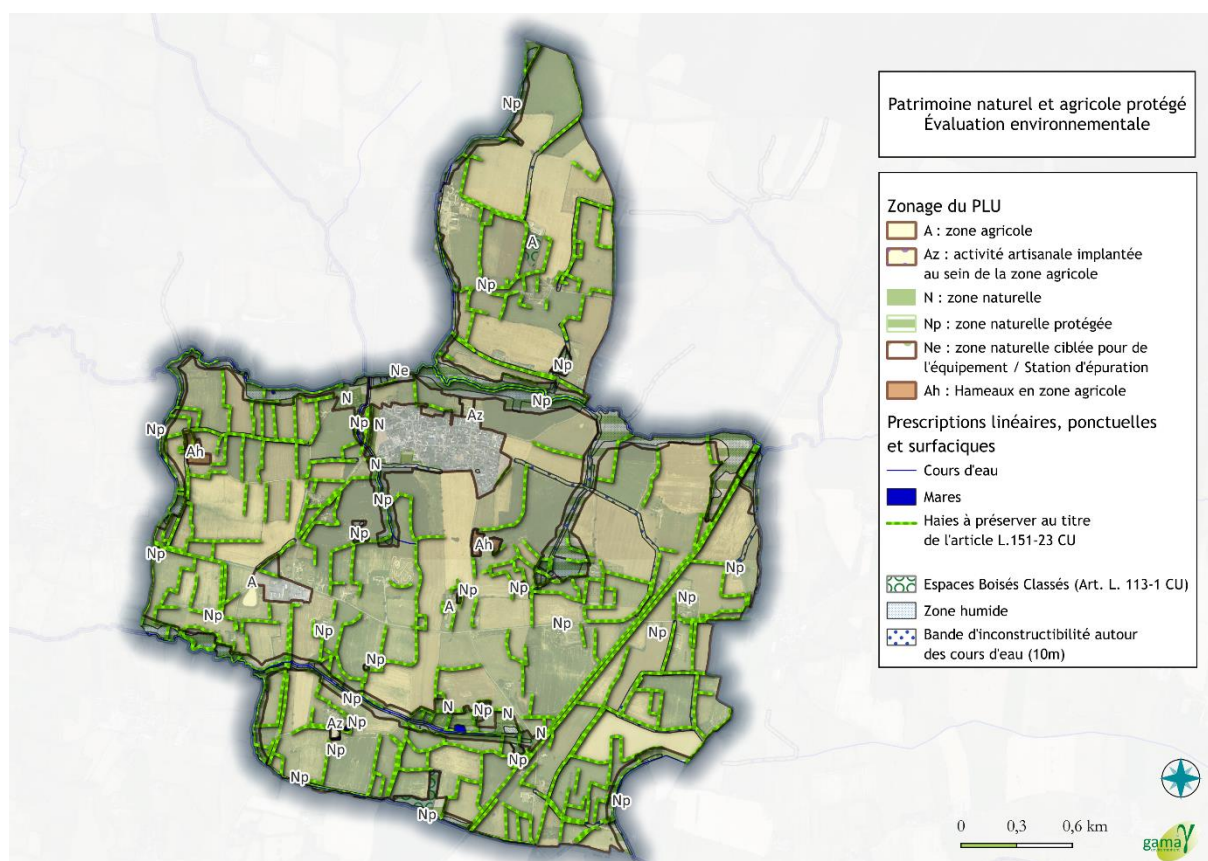 Patrimoine naturel et agricole protégé
Évaluation environnementale
Zonage du PLU
A : zone agricole
Az : activité artisanale implantée
au sein de la zone agricole
N : zone naturelle
Np : zone naturelle protégée
Ne : zone naturelle ciblée pour de
l'équipement / Station d'épuration
Ah : Hameaux en zone agricole
Prescriptions linéaires, ponctuelles
et surfaciques
Cours d'eau
Mares
Haies à préserver au titre
de l'article L.151-23 CU
Espaces Boisés Classés (Art. L. 113-1 CU)
Zone humide
Bande d'inconstructibilité autour
des cours d'eau (10m)
Np
A
Np
Np
Ne
Np
N
Az
Np
N
Np
Ah
N
Np
Np
Ah
Np
Np
A
Np
Np
Np
A
Np
Np
Np
Np
Np
Np
Np
N
Np
N
Az
Np
N
Np
Np
Np
Np
Np
0
0,3
0,6 km
gama